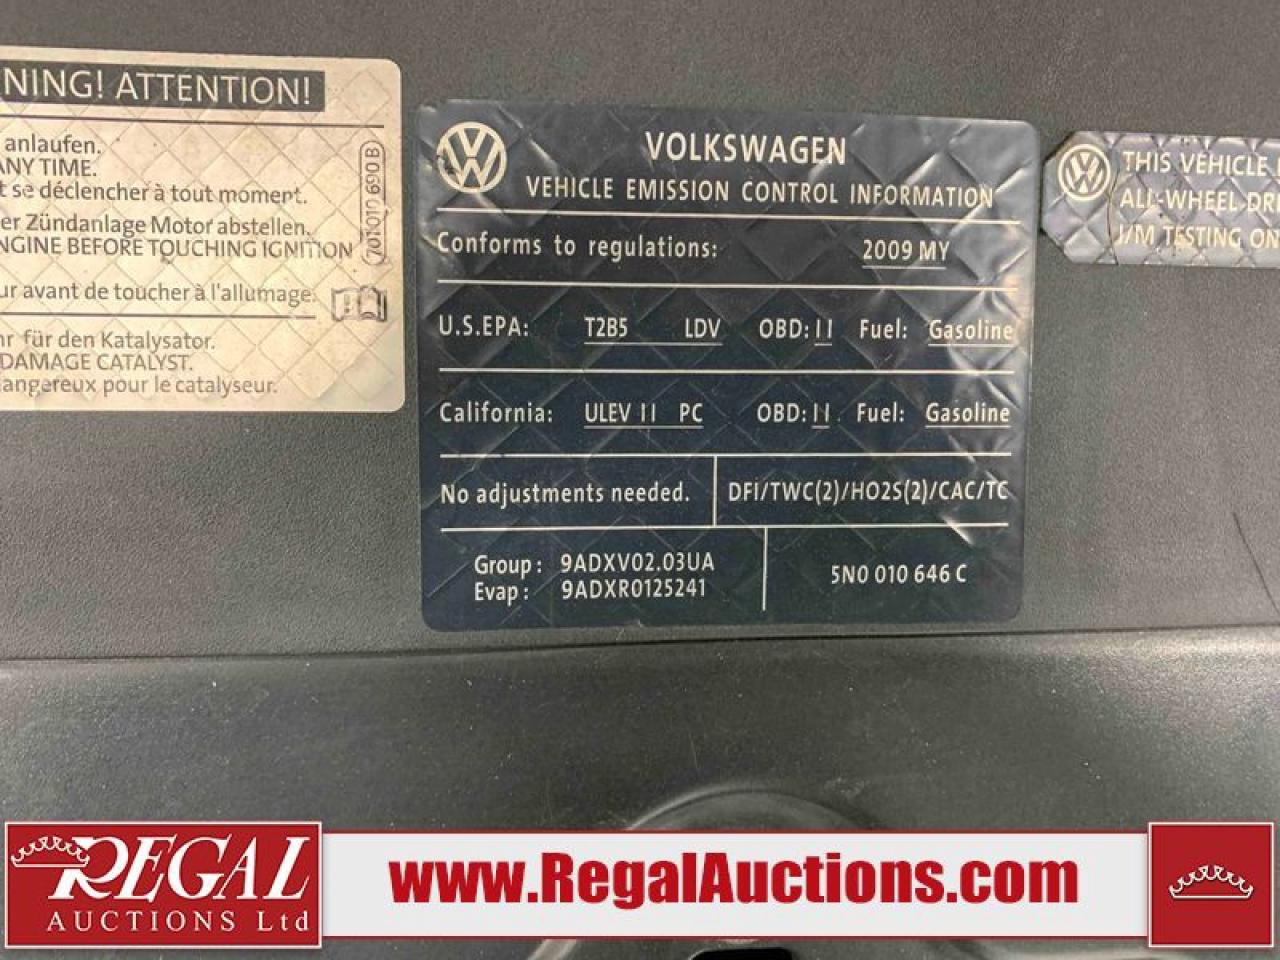 NING! ATTENTION!
anlaufen.
ANY TIME.
t se déclencher à tout moment.
er Zündanlage Motor abstellen.
NGINE BEFORE TOUCHING IGNITION
ur avant de toucher à l'allumage.
hr für den Katalysator.
DAMAGE CATALYST.
dangereux pour le catalyseur.
701 010 690 B
VOLKSWAGEN
VEHICLE EMISSION CONTROL INFORMATION
Conforms to regulations: 2009 MY
U.S.EPA: T2B5 LDV OBD: II Fuel: Gasoline
California: ULEV II PC OBD: II Fuel: Gasoline
No adjustments needed. DFI/TWC(2)/HO2S(2)/CAC/TC
Group: 9ADXV02.03UA
Evap: 9ADXR0125241
5N0 010 646 C
THIS VEHICLE
ALL-WHEEL DRI
I/M TESTING ON
REGAL
AUCTIONS Ltd
www.RegalAuctions.com